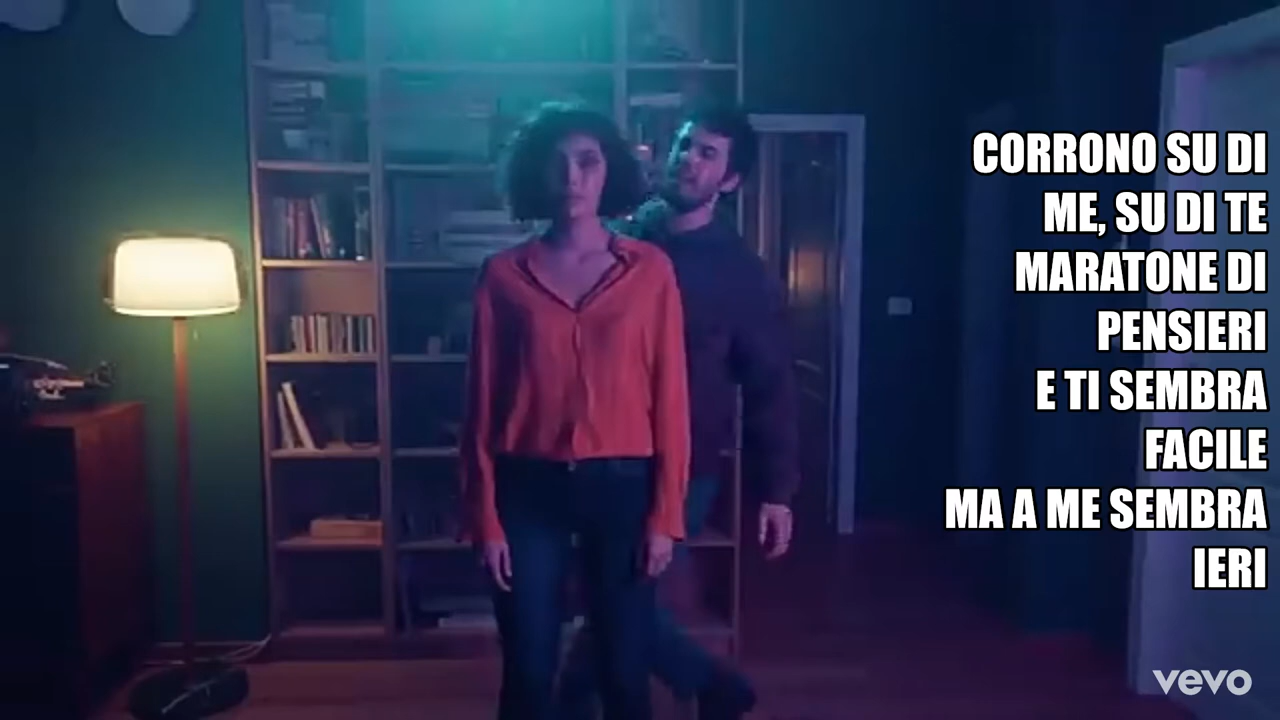 CORRONO SU DI
ME, SU DI TE
MARATONE DI
PENSIERI
E TI SEMBRA
FACILE
MA A ME SEMBRA
IERI
vevo